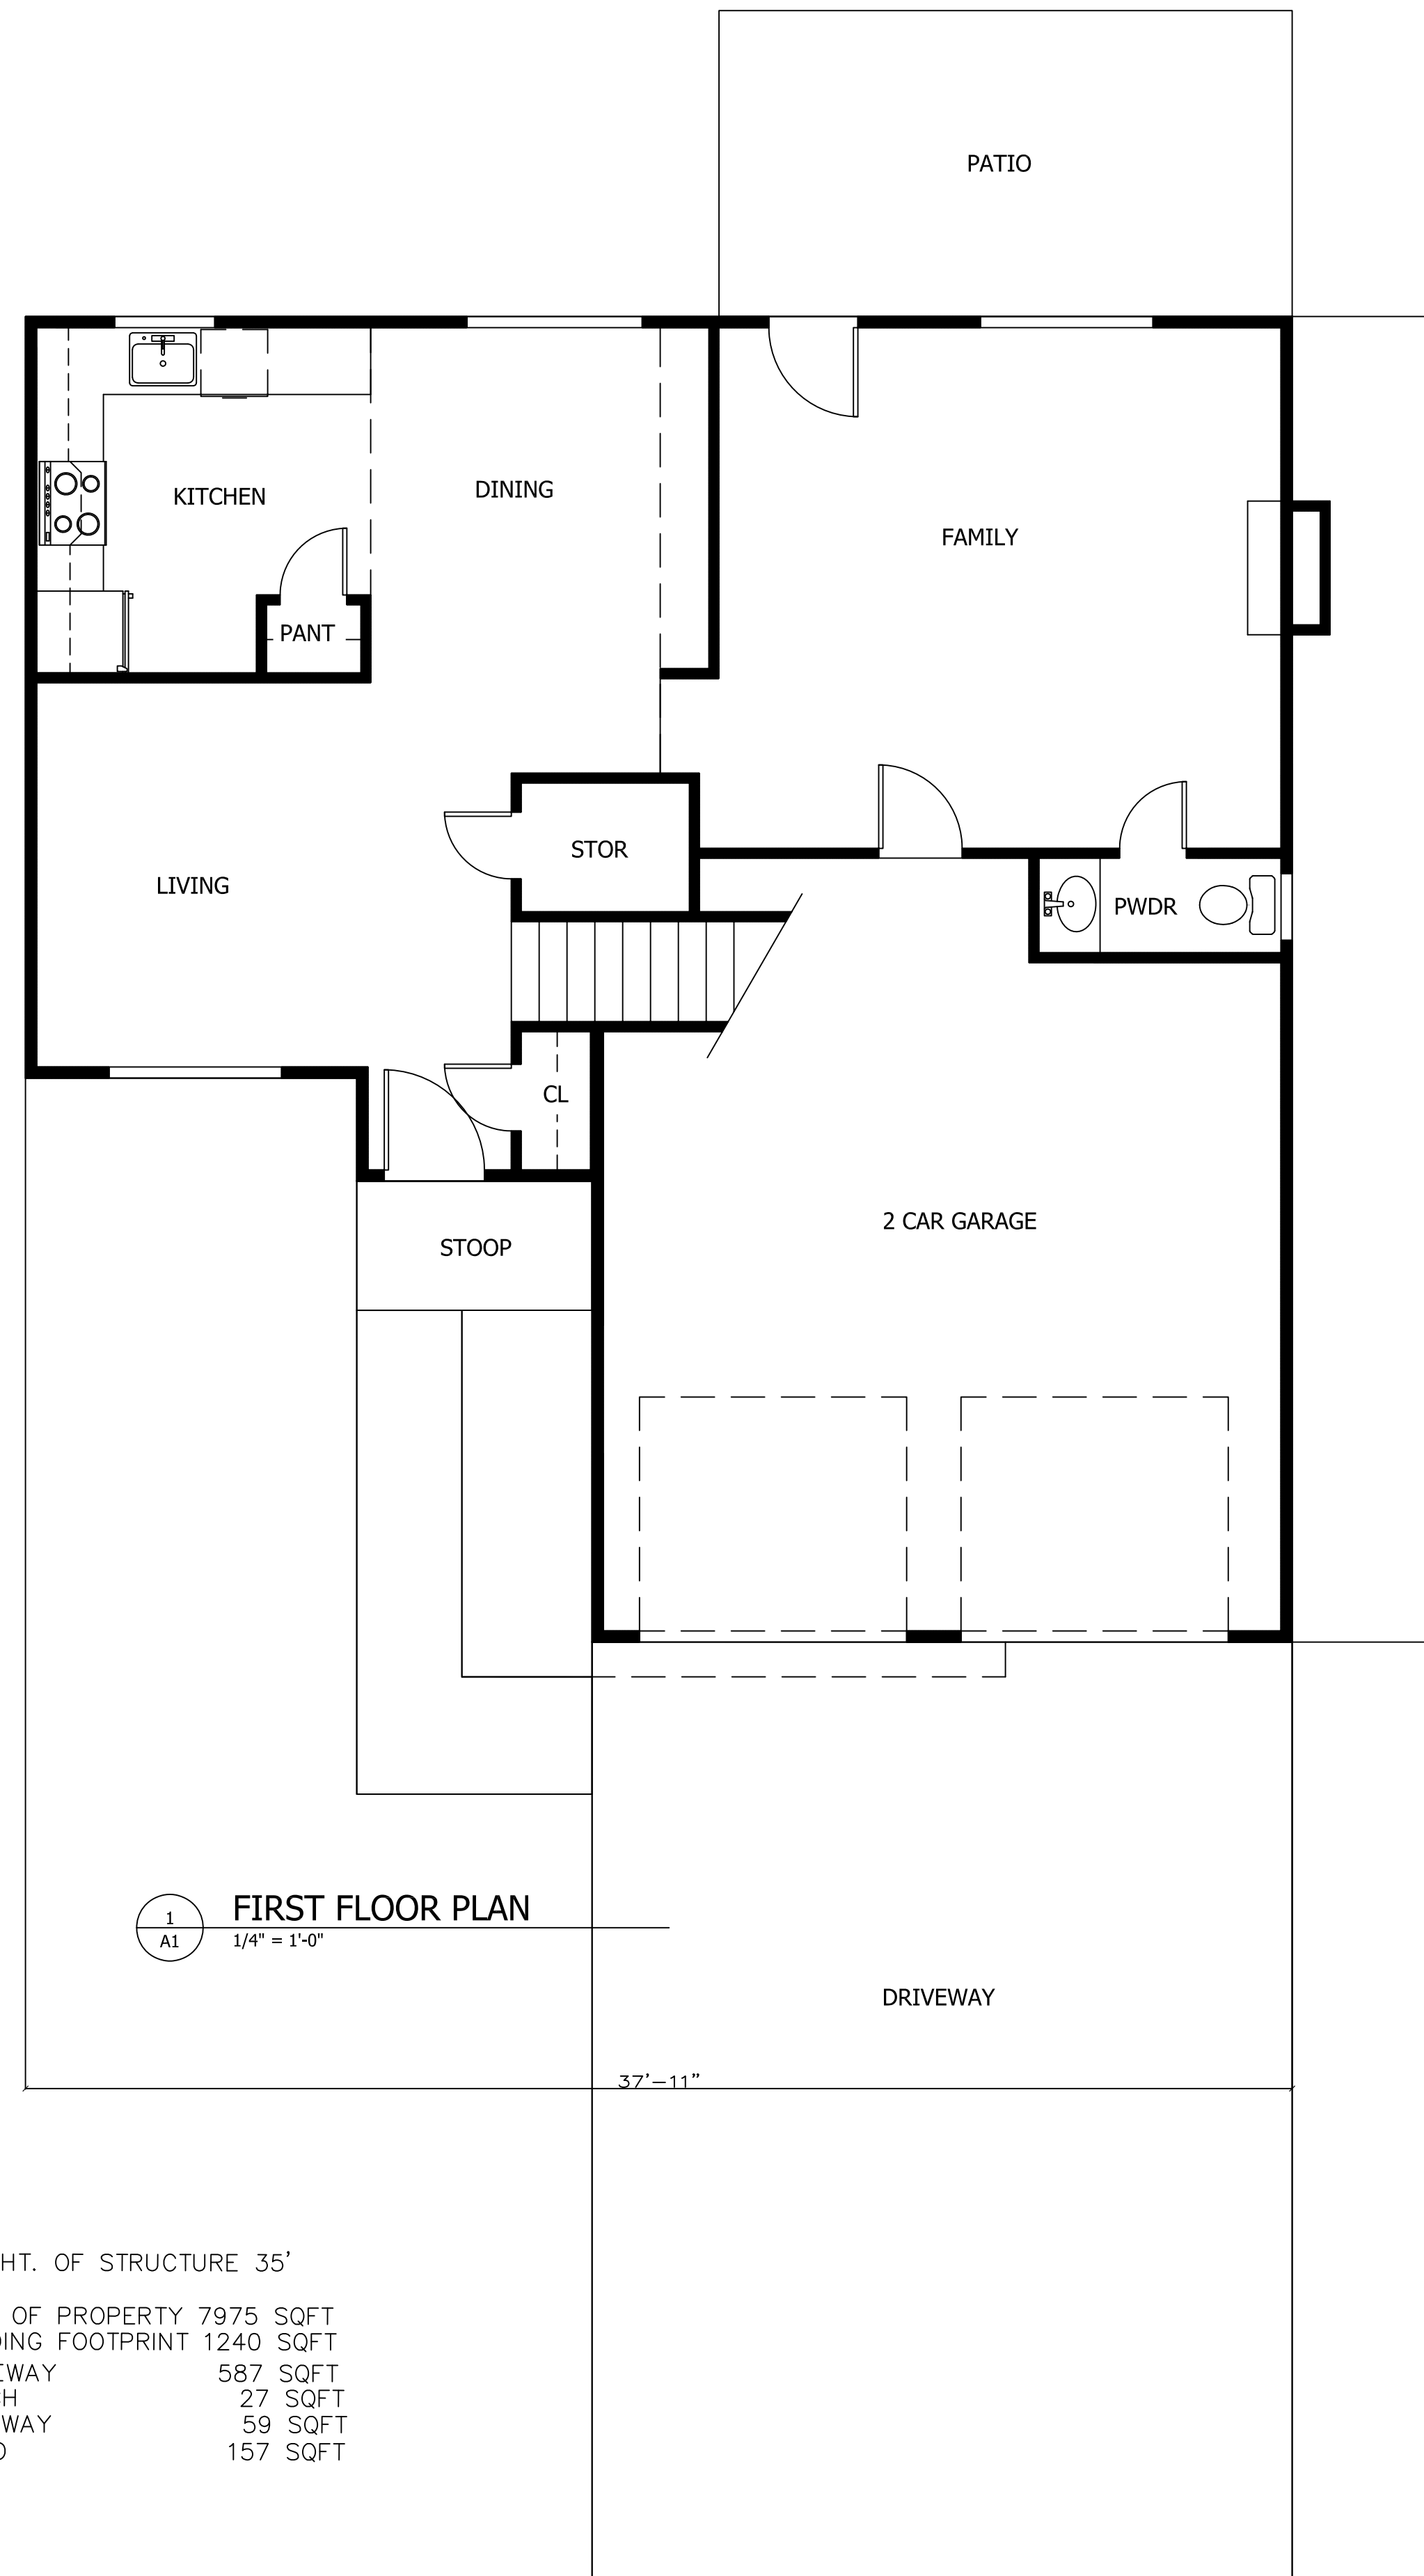 PATIO
KITCHEN
DINING
FAMILY
PANT
STOR
LIVING
PWDR
CL
2 CAR GARAGE
STOOP
1
A1
FIRST FLOOR PLAN
1/4" = 1'-0"
DRIVEWAY
37'-11"
HT. OF STRUCTURE 35'
OF PROPERTY 7975 SQFT
FOOTPRINT 1240 SQFT
587 SQFT
27 SQFT
59 SQFT
157 SQFT